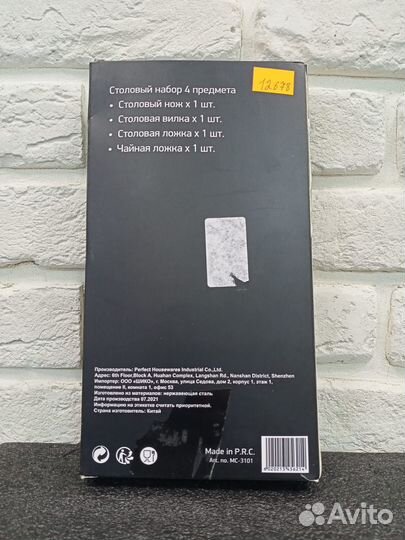 12678
Столовый набор 4 предмета
• Столовый нож x 1 шт.
• Столовая вилка x 1 шт.
• Столовая ложка x 1 шт.
• Чайная ложка x 1 шт.
Производитель: Perfect Housewares Industrial Co.,Ltd.
Адрес: 6th Floor,Block A, Huahan Complex, Langshan Rd., Nanshan District, Shenzhen
Импортер: ООО «ШИКО», г. Москва, улица Седова, дом 2, корпус 1, этаж 1,
помещение II, комната 1, офис 53
Изготовлено из материалов: нержавеющая сталь
Дата производства 07.2021
Информацию на этикетке считать приоритетной.
Страна изготовитель: Китай
Made in P.R.C.
Art. no. MC-3101
6020215436214
Avito